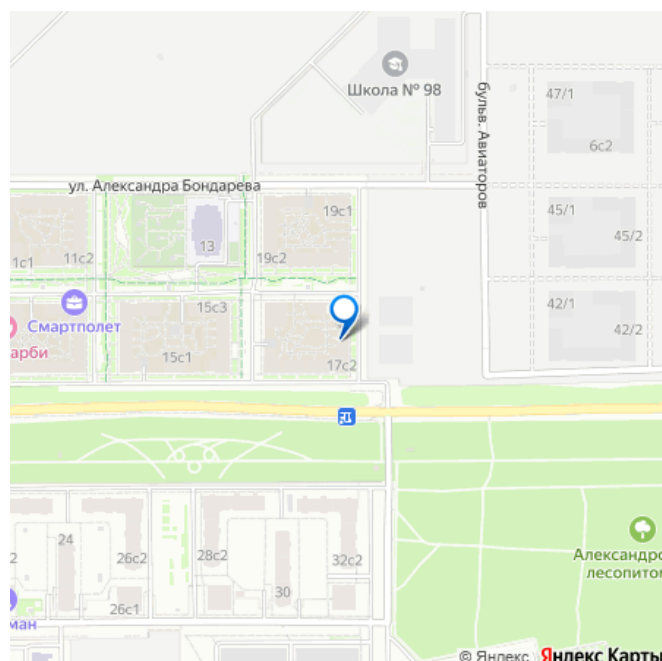 Школа № 98
47/1
бульв. Авиаторов
6с2
ул. Александра Бондарева
19с1
45/1
13
45/2
1с1
11с2
19с2
15с3
42/1
Смартполет
арби
15с1
17с2
42/2
24
26с2
28с2
32с2
2
30
26с1
ман
Александро
лесопитом
© Яндекс Яндекс Карты